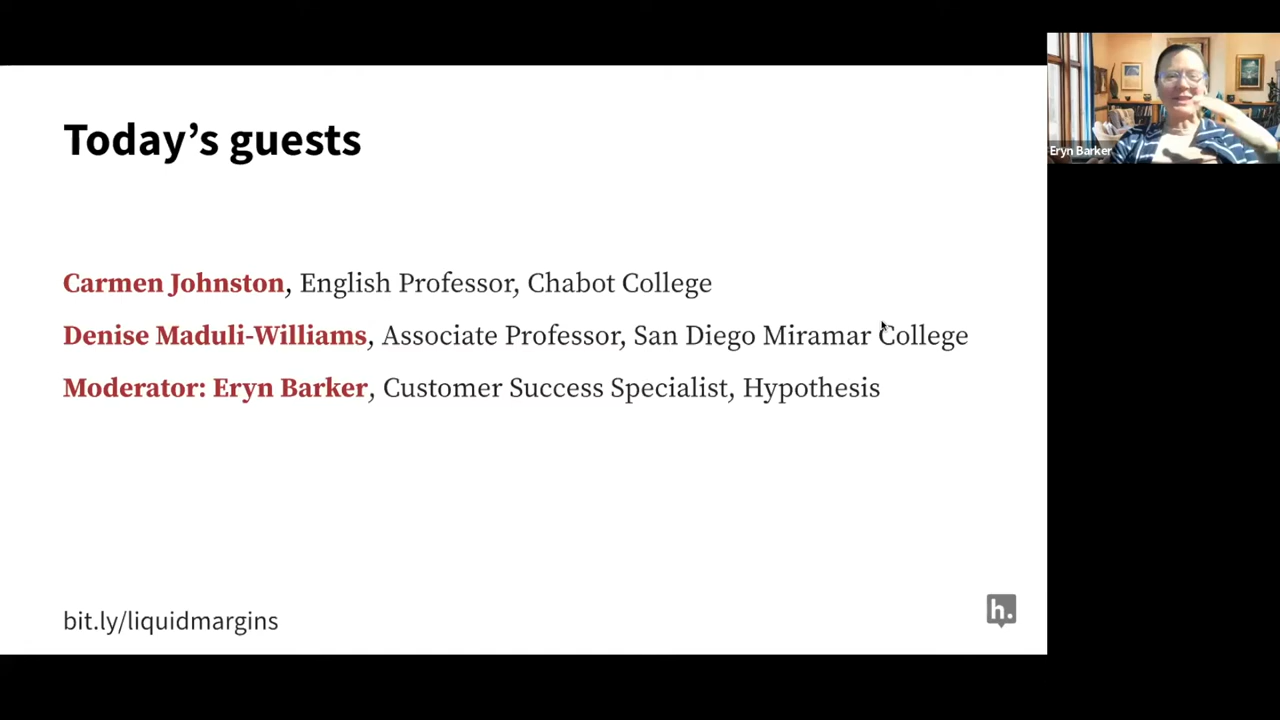 Today's guests
Carmen Johnston, English Professor, Chabot College
Denise Maduli-Williams, Associate Professor, San Diego Miramar College
Moderator: Eryn Barker, Customer Success Specialist, Hypothesis
bit.ly/liquidmargins
h.
Eryn Barker